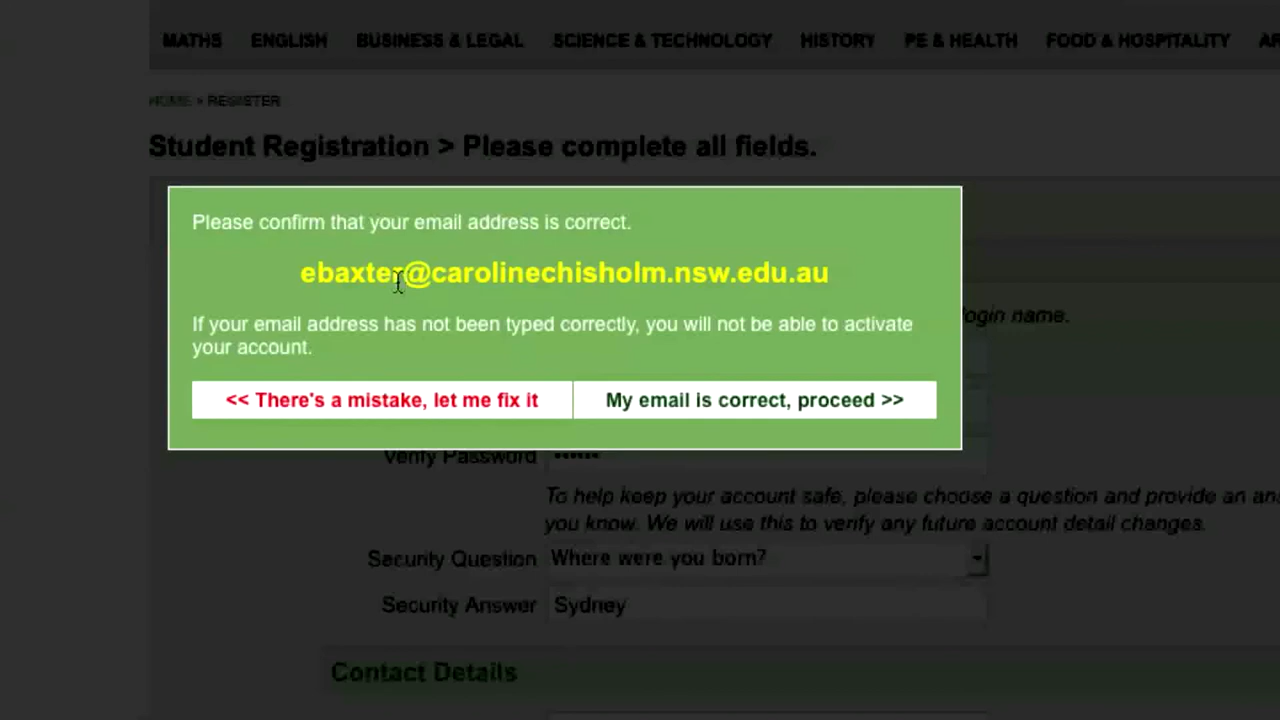 MATHS ENGLISH BUSINESS & LEGAL SCIENCE & TECHNOLOGY HISTORY PE & HEALTH FOOD & HOSPITALITY
HOME » REGISTER
Student Registration > Please complete all fields.
Please confirm that your email address is correct.
ebaxter@carolinechisholm.nsw.edu.au
login name.
If your email address has not been typed correctly, you will not be able to activate
your account.
<< There's a mistake, let me fix it My email is correct, proceed >>
Verify Password ••••••
To help keep your account safe, please choose a question and provide an
you know. We will use this to verify any future account detail changes.
Security Question Where were you born?
Security Answer Sydney
Contact Details